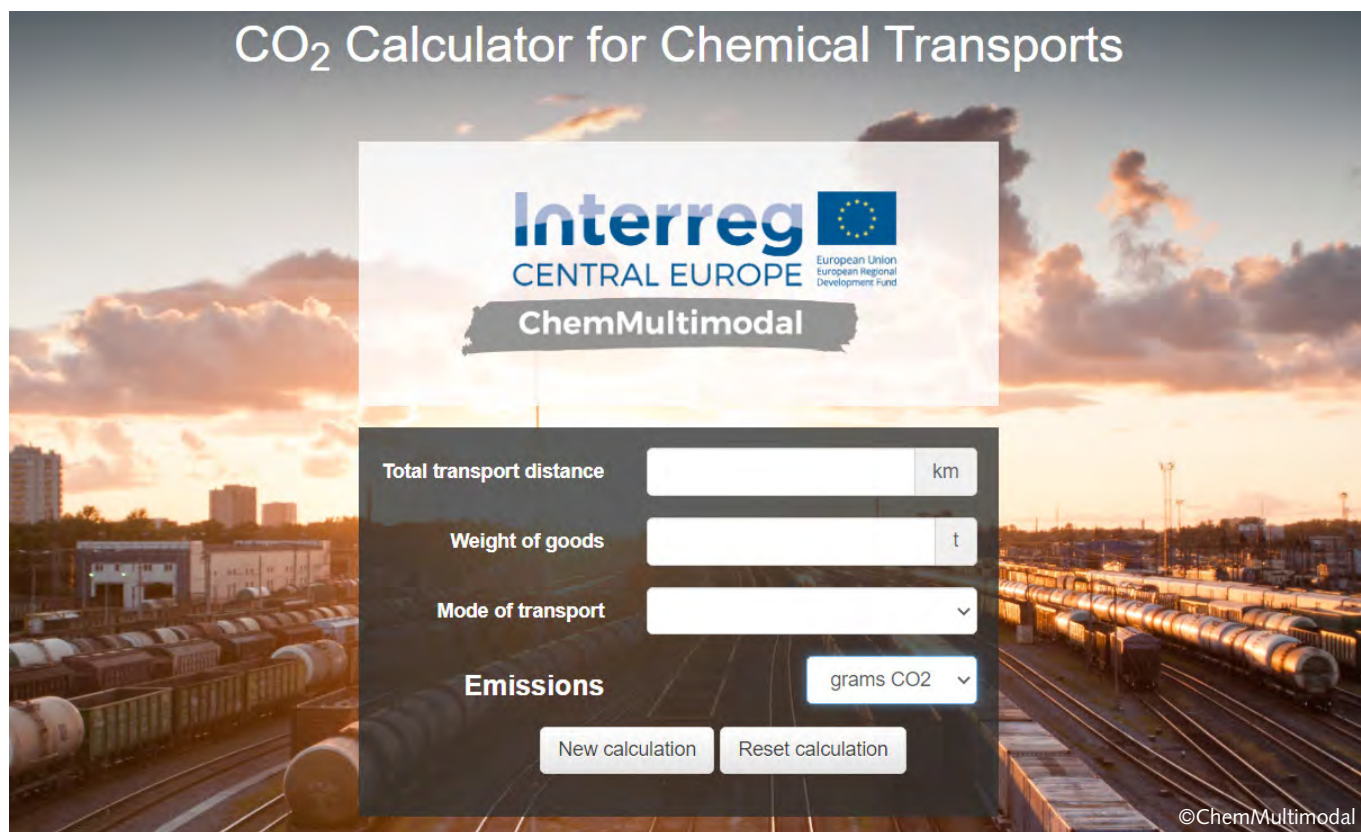 CO₂ Calculator for Chemical Transports
Interreg
CENTRAL EUROPE
European Union
European Regional
Development Fund
ChemMultimodal
Total transport distance km
Weight of goods t
Mode of transport
Emissions grams CO2
New calculation Reset calculation
©ChemMultimodal